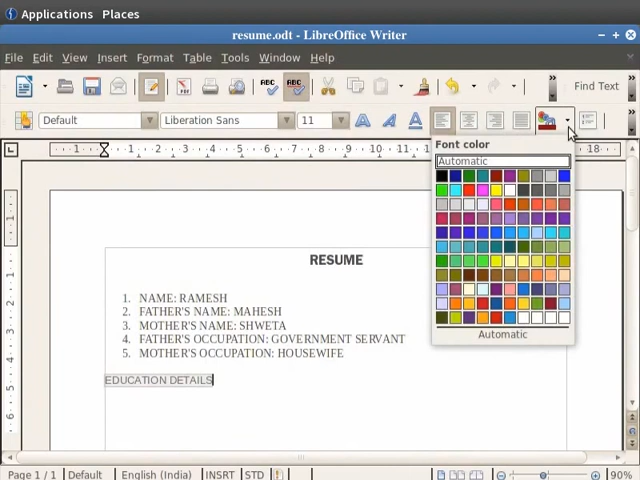 Applications Places
resume.odt - LibreOffice Writer
File Edit View Insert Format Table Tools Window Help
Find Text
Default Liberation Sans 11
Font color
Automatic
Automatic
RESUME
1. NAME: RAMESH
2. FATHER'S NAME: MAHESH
3. MOTHER'S NAME: SHWETA
4. FATHER'S OCCUPATION: GOVERNMENT SERVANT
5. MOTHER'S OCCUPATION: HOUSEWIFE
EDUCATION DETAILS
Page 1 / 1 Default English (India) INSRT STD 90%